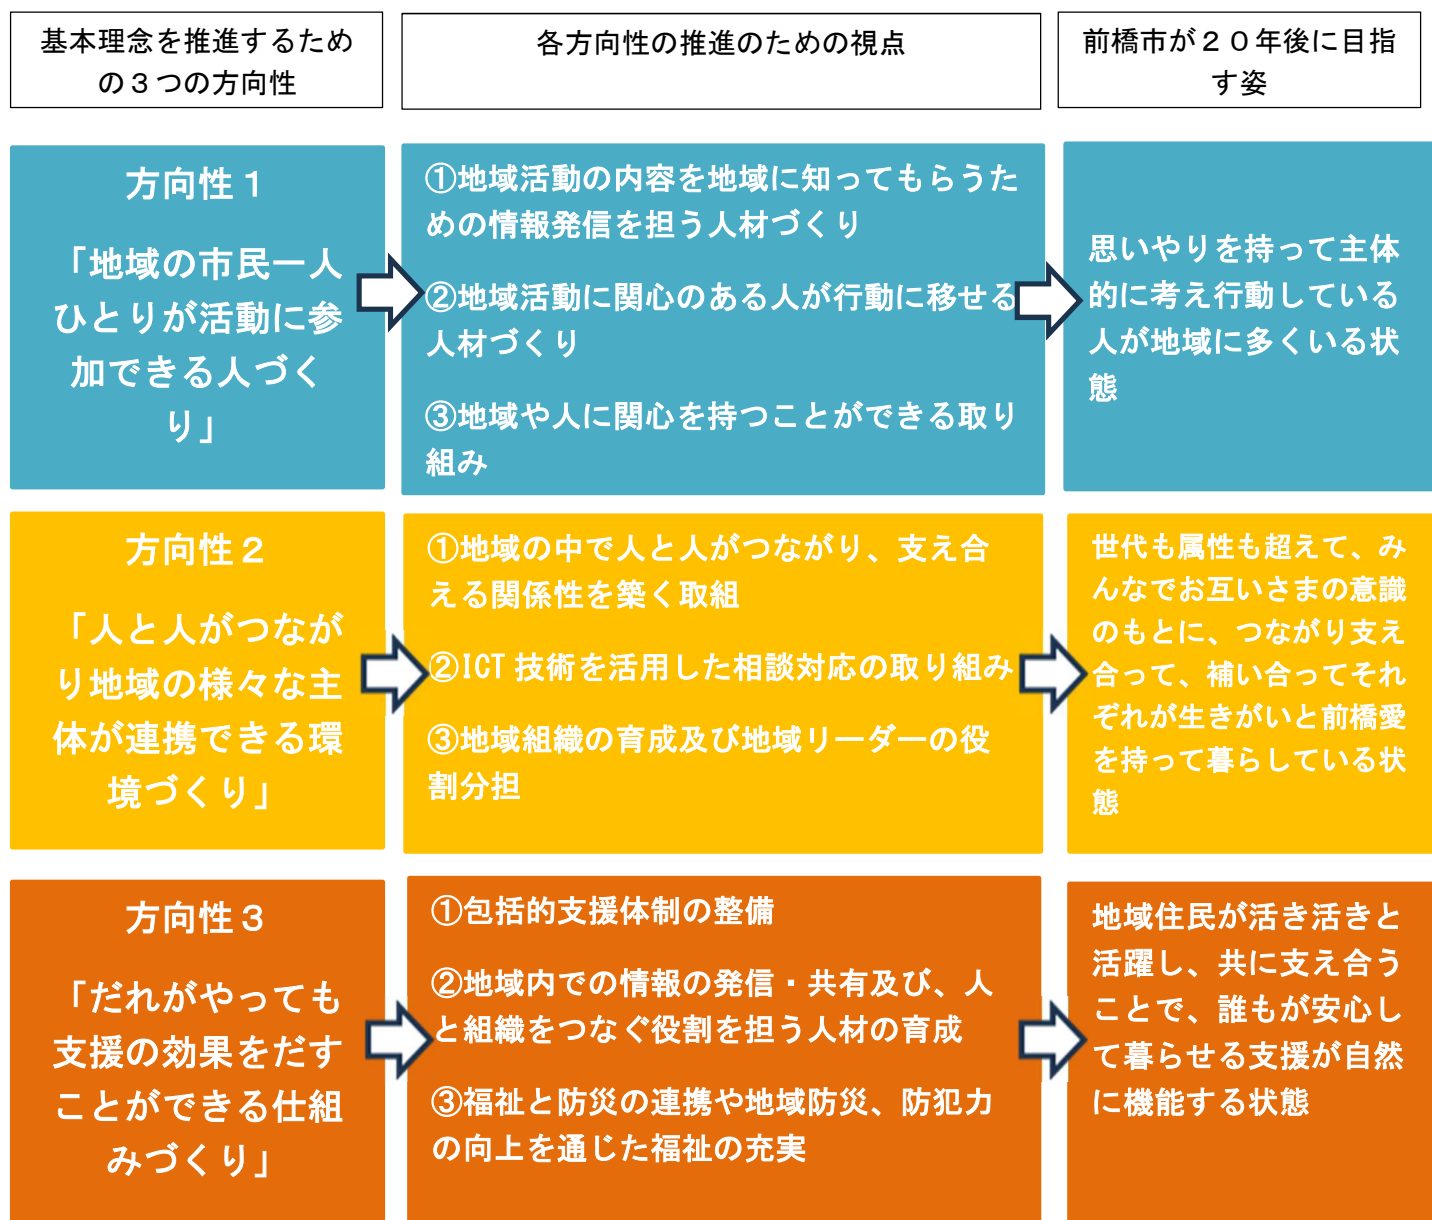 基本理念を推進するため
の３つの方向性
各方向性の推進のための視点
前橋市が２０年後に目指
す姿
方向性１
「地域の市民一人
ひとりが活動に参
加できる人づく
り」
①地域活動の内容を地域に知ってもらうた
めの情報発信を担う人材づくり
②地域活動に関心のある人が行動に移せる
人材づくり
③地域や人に関心を持つことができる取り
組み
思いやりを持って主体
的に考え行動している
人が地域に多くいる状
態
方向性２
「人と人がつなが
り地域の様々な主
体が連携できる環
境づくり」
①地域の中で人と人がつながり、支え合
える関係性を築く取組
②ICT 技術を活用した相談対応の取り組み
③地域組織の育成及び地域リーダーの役
割分担
世代も属性も超えて、み
んなでお互いさまの意識
のもとに、つながり支え
合って、補い合ってそれ
ぞれが生きがいと前橋愛
を持って暮らしている状
態
方向性３
「だれがやっても
支援の効果をだす
ことができる仕組
みづくり」
①包括的支援体制の整備
②地域内での情報の発信・共有及び、人
と組織をつなぐ役割を担う人材の育成
③福祉と防災の連携や地域防災、防犯力
の向上を通じた福祉の充実
地域住民が活き活きと
活躍し、共に支え合う
ことで、誰もが安心し
て暮らせる支援が自然
に機能する状態